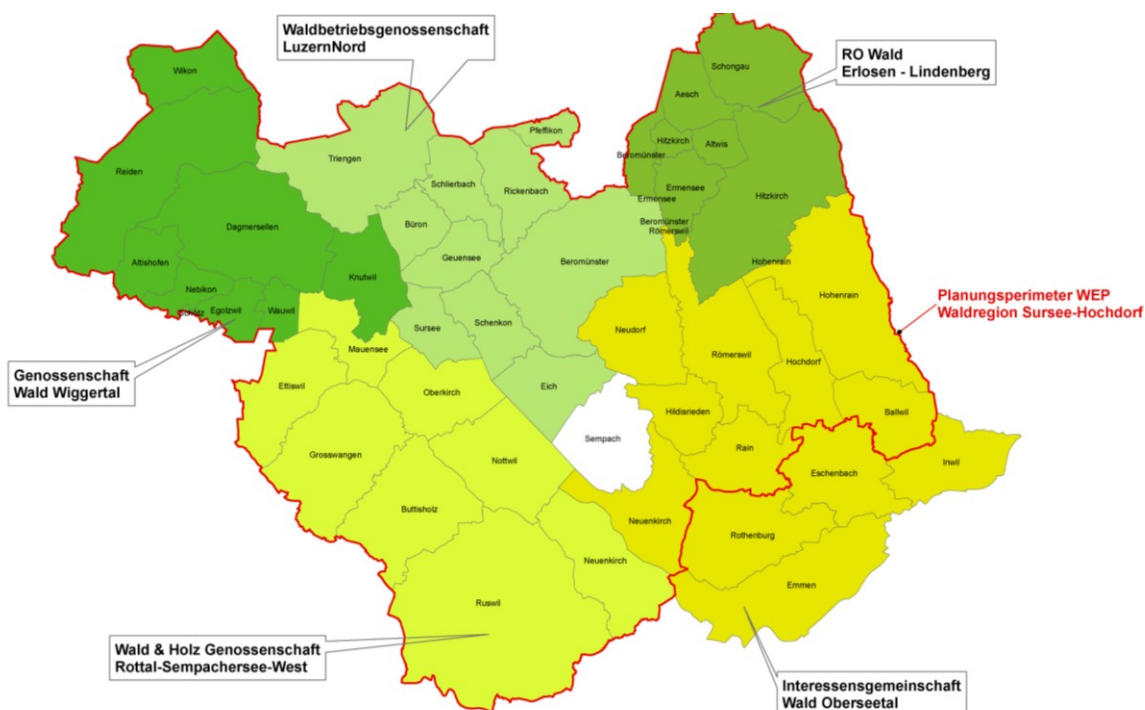 Waldbetriebsgenossenschaft
LuzernNord
RO Wald
Erlosen - Lindenberg
Wikon
Schongau
Aesch
Pfeffikon
Hitzkirch
Altwis
Triengen
Beromünster
Reiden
Schlierbach
Rickenbach
Ermensee
Hitzkirch
Ermensee
Dagmersellen
Büron
Beromünster
Römerswil
Altishofen
Geuensee
Beromünster
Hohenrain
Knutwil
Nebikon
Hohenrain
Planungsperimeter WEP
Waldregion Sursee-Hochdorf
Egolzwil
Wauwil
Sursee
Schenkon
Neudorf
Mauensee
Römerswil
Hochdorf
Genossenschaft
Wald Wiggertal
Ettiswil
Oberkirch
Eich
Hildisrieden
Ballwil
Sempach
Rain
Grosswangen
Nottwil
Eschenbach
Inwil
Buttisholz
Neuenkirch
Rothenburg
Neuenkirch
Emmen
Ruswil
Wald & Holz Genossenschaft
Rottal-Sempachersee-West
Interessensgemeinschaft
Wald Oberseetal